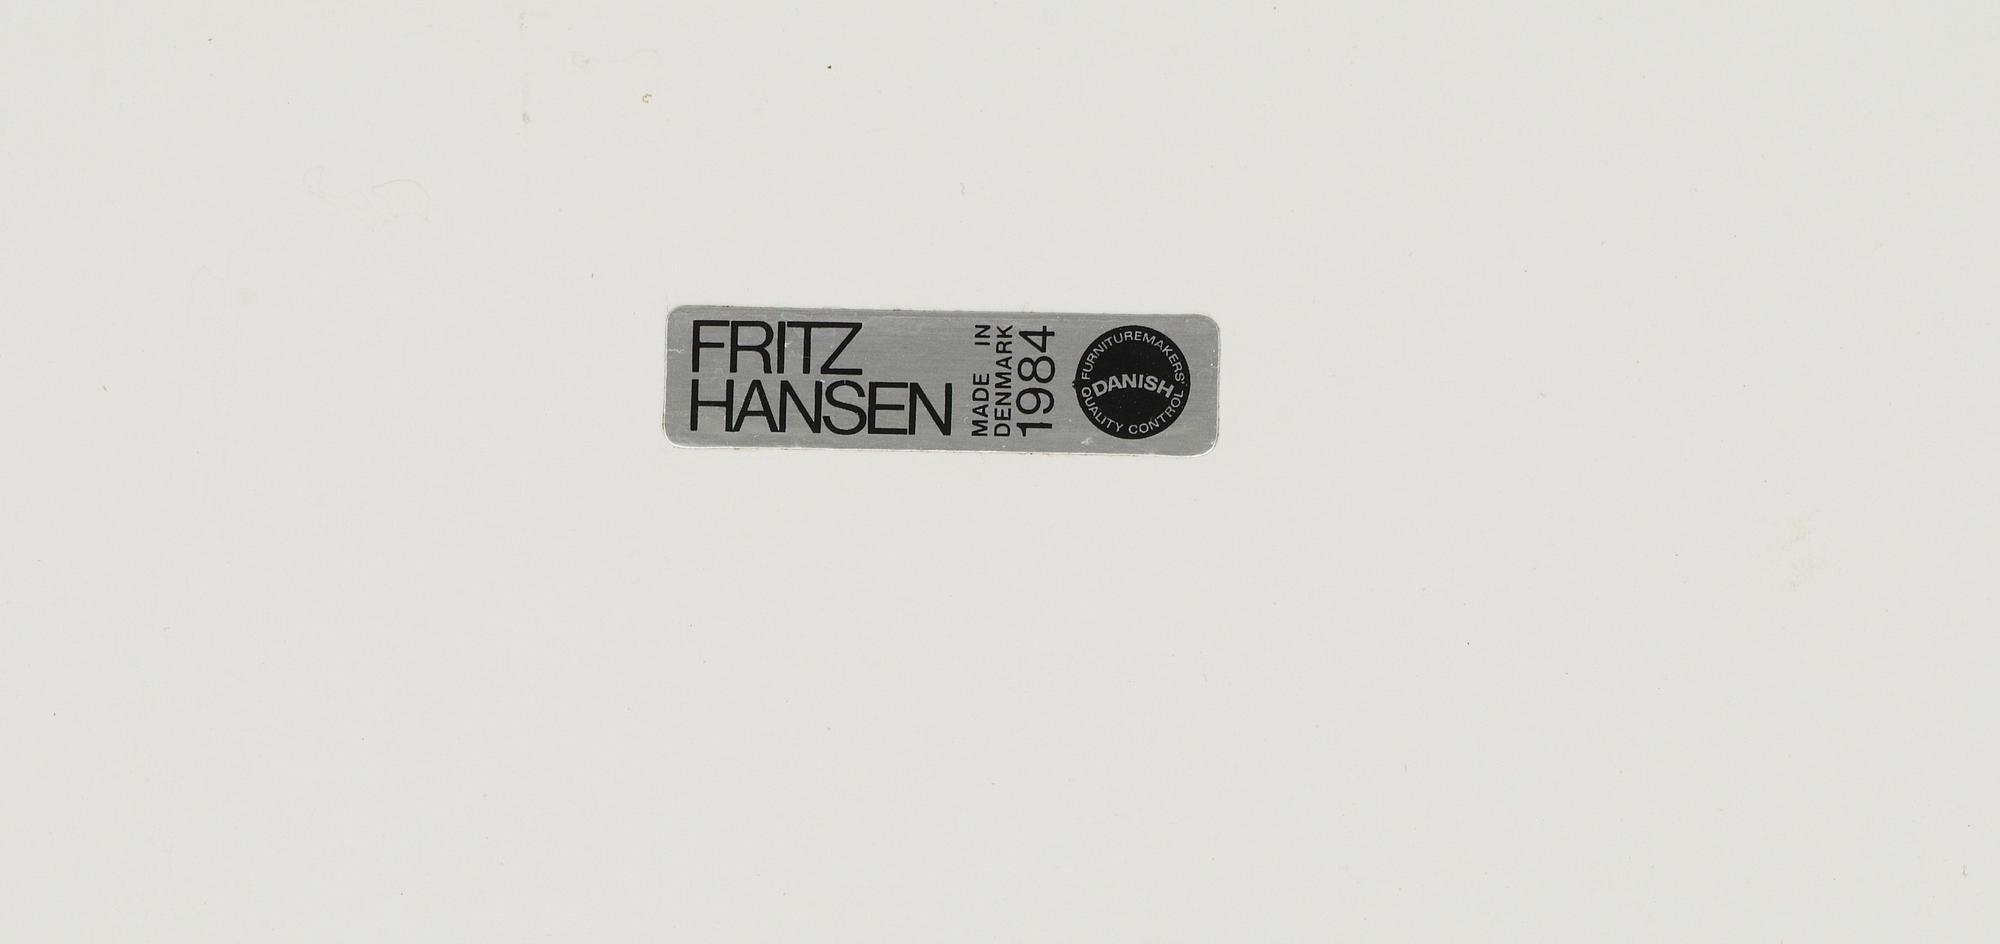 FRITZ
HANSEN
MADE IN
DENMARK
1984
FURNITUREMAKERS'
DANISH
QUALITY CONTROL